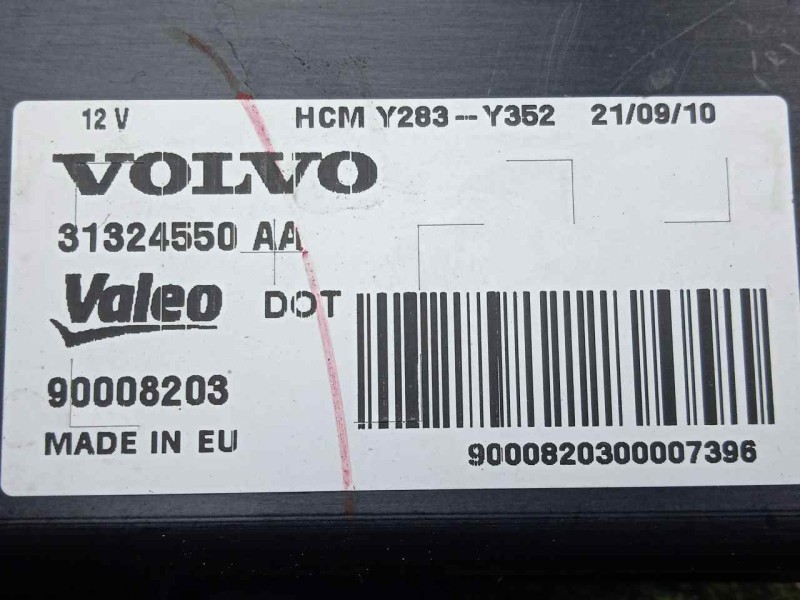 12 V HCM Y283--Y352 21/09/10
VOLVO
31324550 AA
Valeo DOT
90008203
MADE IN EU
9000820300007396